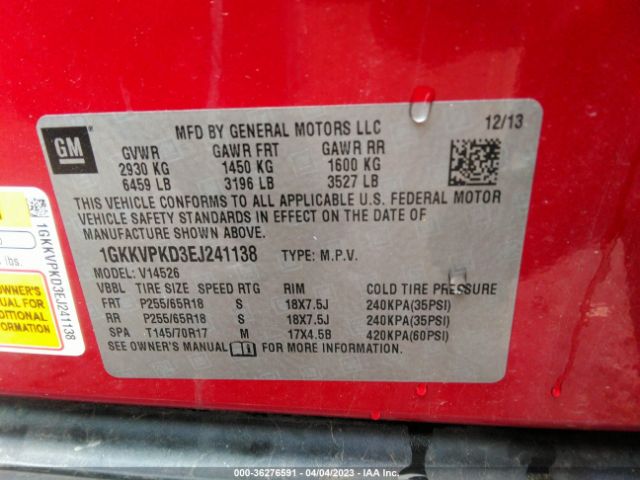 GM
MFD BY GENERAL MOTORS LLC
12/13
GVWR GAWR FRT GAWR RR
2930 KG 1450 KG 1600 KG
6459 LB 3196 LB 3527 LB
THIS VEHICLE CONFORMS TO ALL APPLICABLE U.S. FEDERAL MOTOR
VEHICLE SAFETY STANDARDS IN EFFECT ON THE DATE OF
MANUFACTURE SHOWN ABOVE.
1GKKVPKD3EJ241138 TYPE: M.P.V.
MODEL: V14526
VBBL TIRE SIZE SPEED RTG RIM COLD TIRE PRESSURE
FRT P255/65R18 S 18X7.5J 240KPA(35PSI)
RR P255/65R18 S 18X7.5J 240KPA(35PSI)
SPA T145/70R17 M 17X4.5B 420KPA(60PSI)
SEE OWNER'S MANUAL FOR MORE INFORMATION.
1GKKVPKD3EJ241138
OWNER'S
MANUAL FOR
ADDITIONAL
INFORMATION
000-36276591 - 04/04/2023 - IAA Inc.